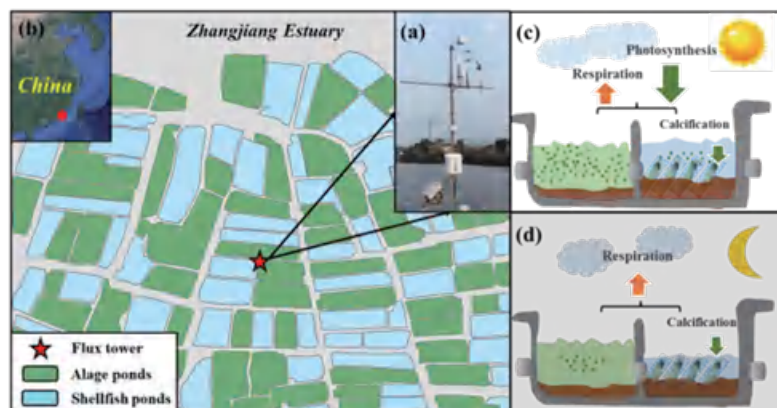 (b)
Zhangjiang Estuary
(a)
China
Flux tower
Alage ponds
Shellfish ponds
(c)
Photosynthesis
Respiration
Calcification
(d)
Respiration
Calcification